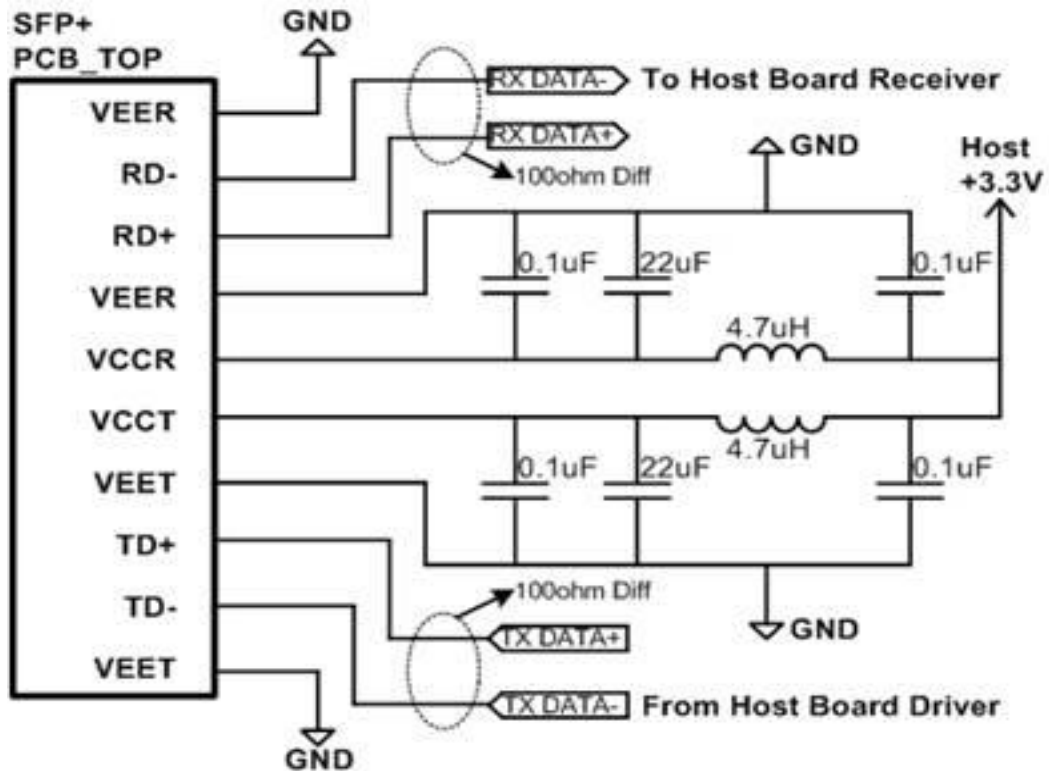 SFP+
PCB_TOP
GND
VEER
RD-
RD+
VEER
VCCR
VCCT
VEET
TD+
TD-
VEET
GND
RX DATA-
To Host Board Receiver
RX DATA+
100ohm Diff
GND
Host
+3.3V
0.1uF
22uF
0.1uF
4.7uH
4.7uH
0.1uF
22uF
0.1uF
100ohm Diff
GND
TX DATA+
TX DATA-
From Host Board Driver